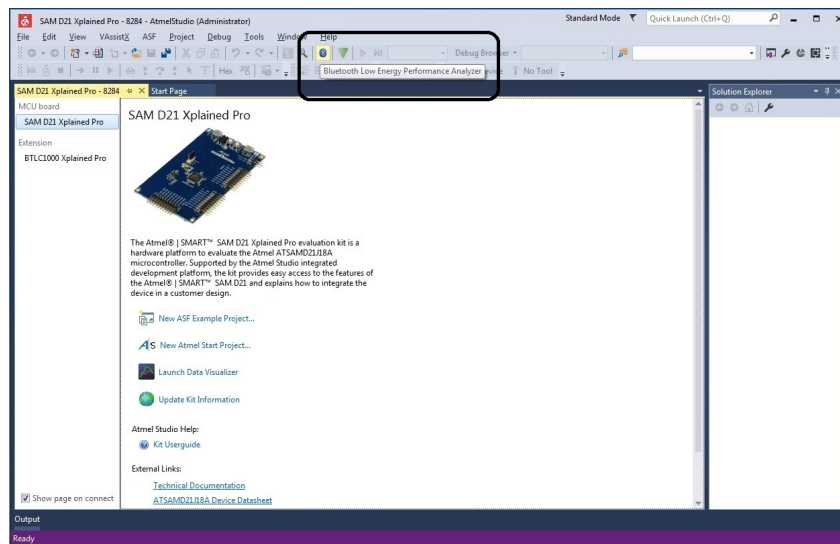 SAM D21 Xplained Pro - 8284 - AtmelStudio (Administrator)
Standard Mode
Quick Launch (Ctrl+Q)
File Edit View VAssistX ASF Project Debug Tools Window Help
Debug Browser
Hex
Bluetooth Low Energy Performance Analyzer
No Tool
SAM D21 Xplained Pro - 8284
Start Page
Solution Explorer
MCU board
SAM D21 Xplained Pro
Extension
BTLC1000 Xplained Pro
SAM D21 Xplained Pro
The Atmel® | SMART™ SAM D21 Xplained Pro evaluation kit is a
hardware platform to evaluate the Atmel ATSAMD21J18A
microcontroller. Supported by the Atmel Studio integrated
development platform, the kit provides easy access to the features of
the Atmel® | SMART™ SAM D21 and explains how to integrate the
device in a customer design.
New ASF Example Project...
New Atmel Start Project...
Launch Data Visualizer
Update Kit Information
Atmel Studio Help:
Kit Userguide
External Links:
Technical Documentation
ATSAMD21J18A Device Datasheet
Show page on connect
Output
Ready